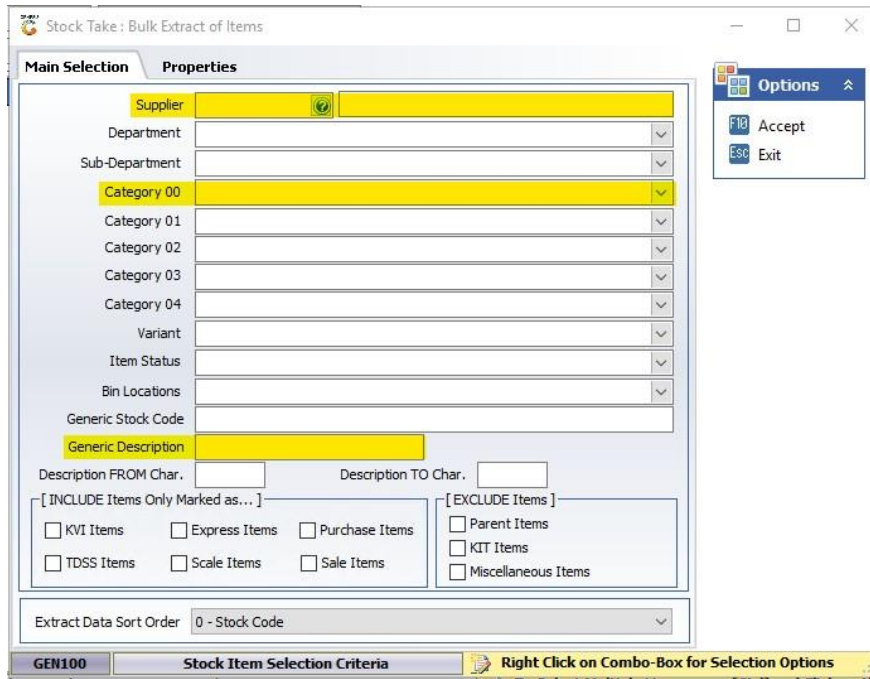 Stock Take : Bulk Extract of Items
Main Selection Properties
Supplier
Department
Sub-Department
Category 00
Category 01
Category 02
Category 03
Category 04
Variant
Item Status
Bin Locations
Generic Stock Code
Generic Description
Description FROM Char. Description TO Char.
[ INCLUDE Items Only Marked as... ]
KVI Items Express Items Purchase Items
TDSS Items Scale Items Sale Items
[ EXCLUDE Items ]
Parent Items
KIT Items
Miscellaneous Items
Extract Data Sort Order 0 - Stock Code
GEN100 Stock Item Selection Criteria Right Click on Combo-Box for Selection Options
Options
F10 Accept
Esc Exit